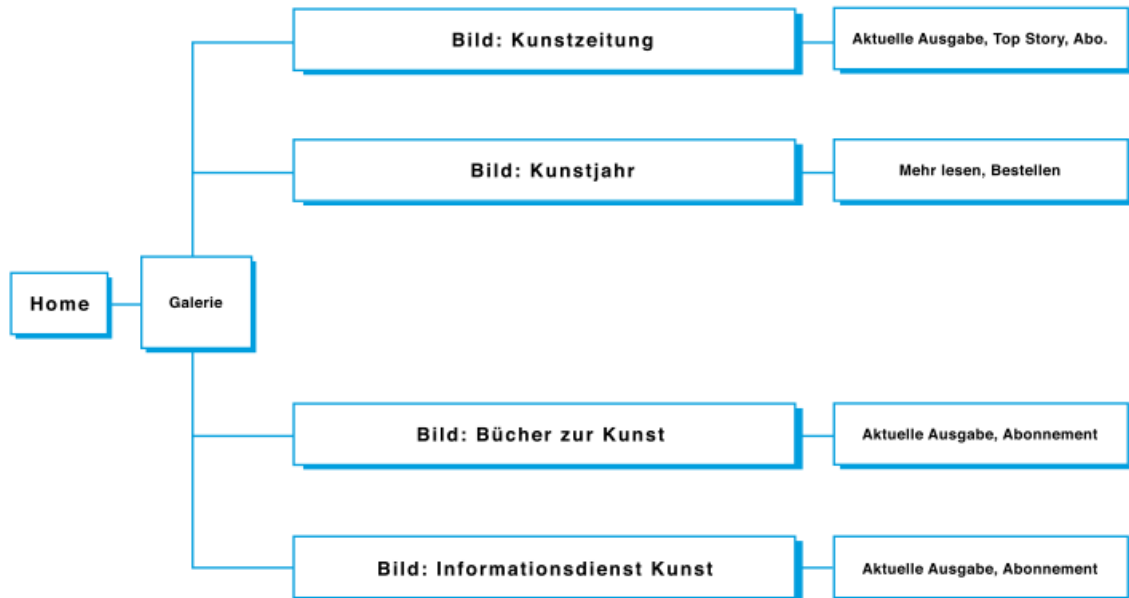 Bild: Kunstzeitung
Aktuelle Ausgabe, Top Story, Abo.
Bild: Kunstjahr
Mehr lesen, Bestellen
Home
Galerie
Bild: Bücher zur Kunst
Aktuelle Ausgabe, Abonnement
Bild: Informationsdienst Kunst
Aktuelle Ausgabe, Abonnement